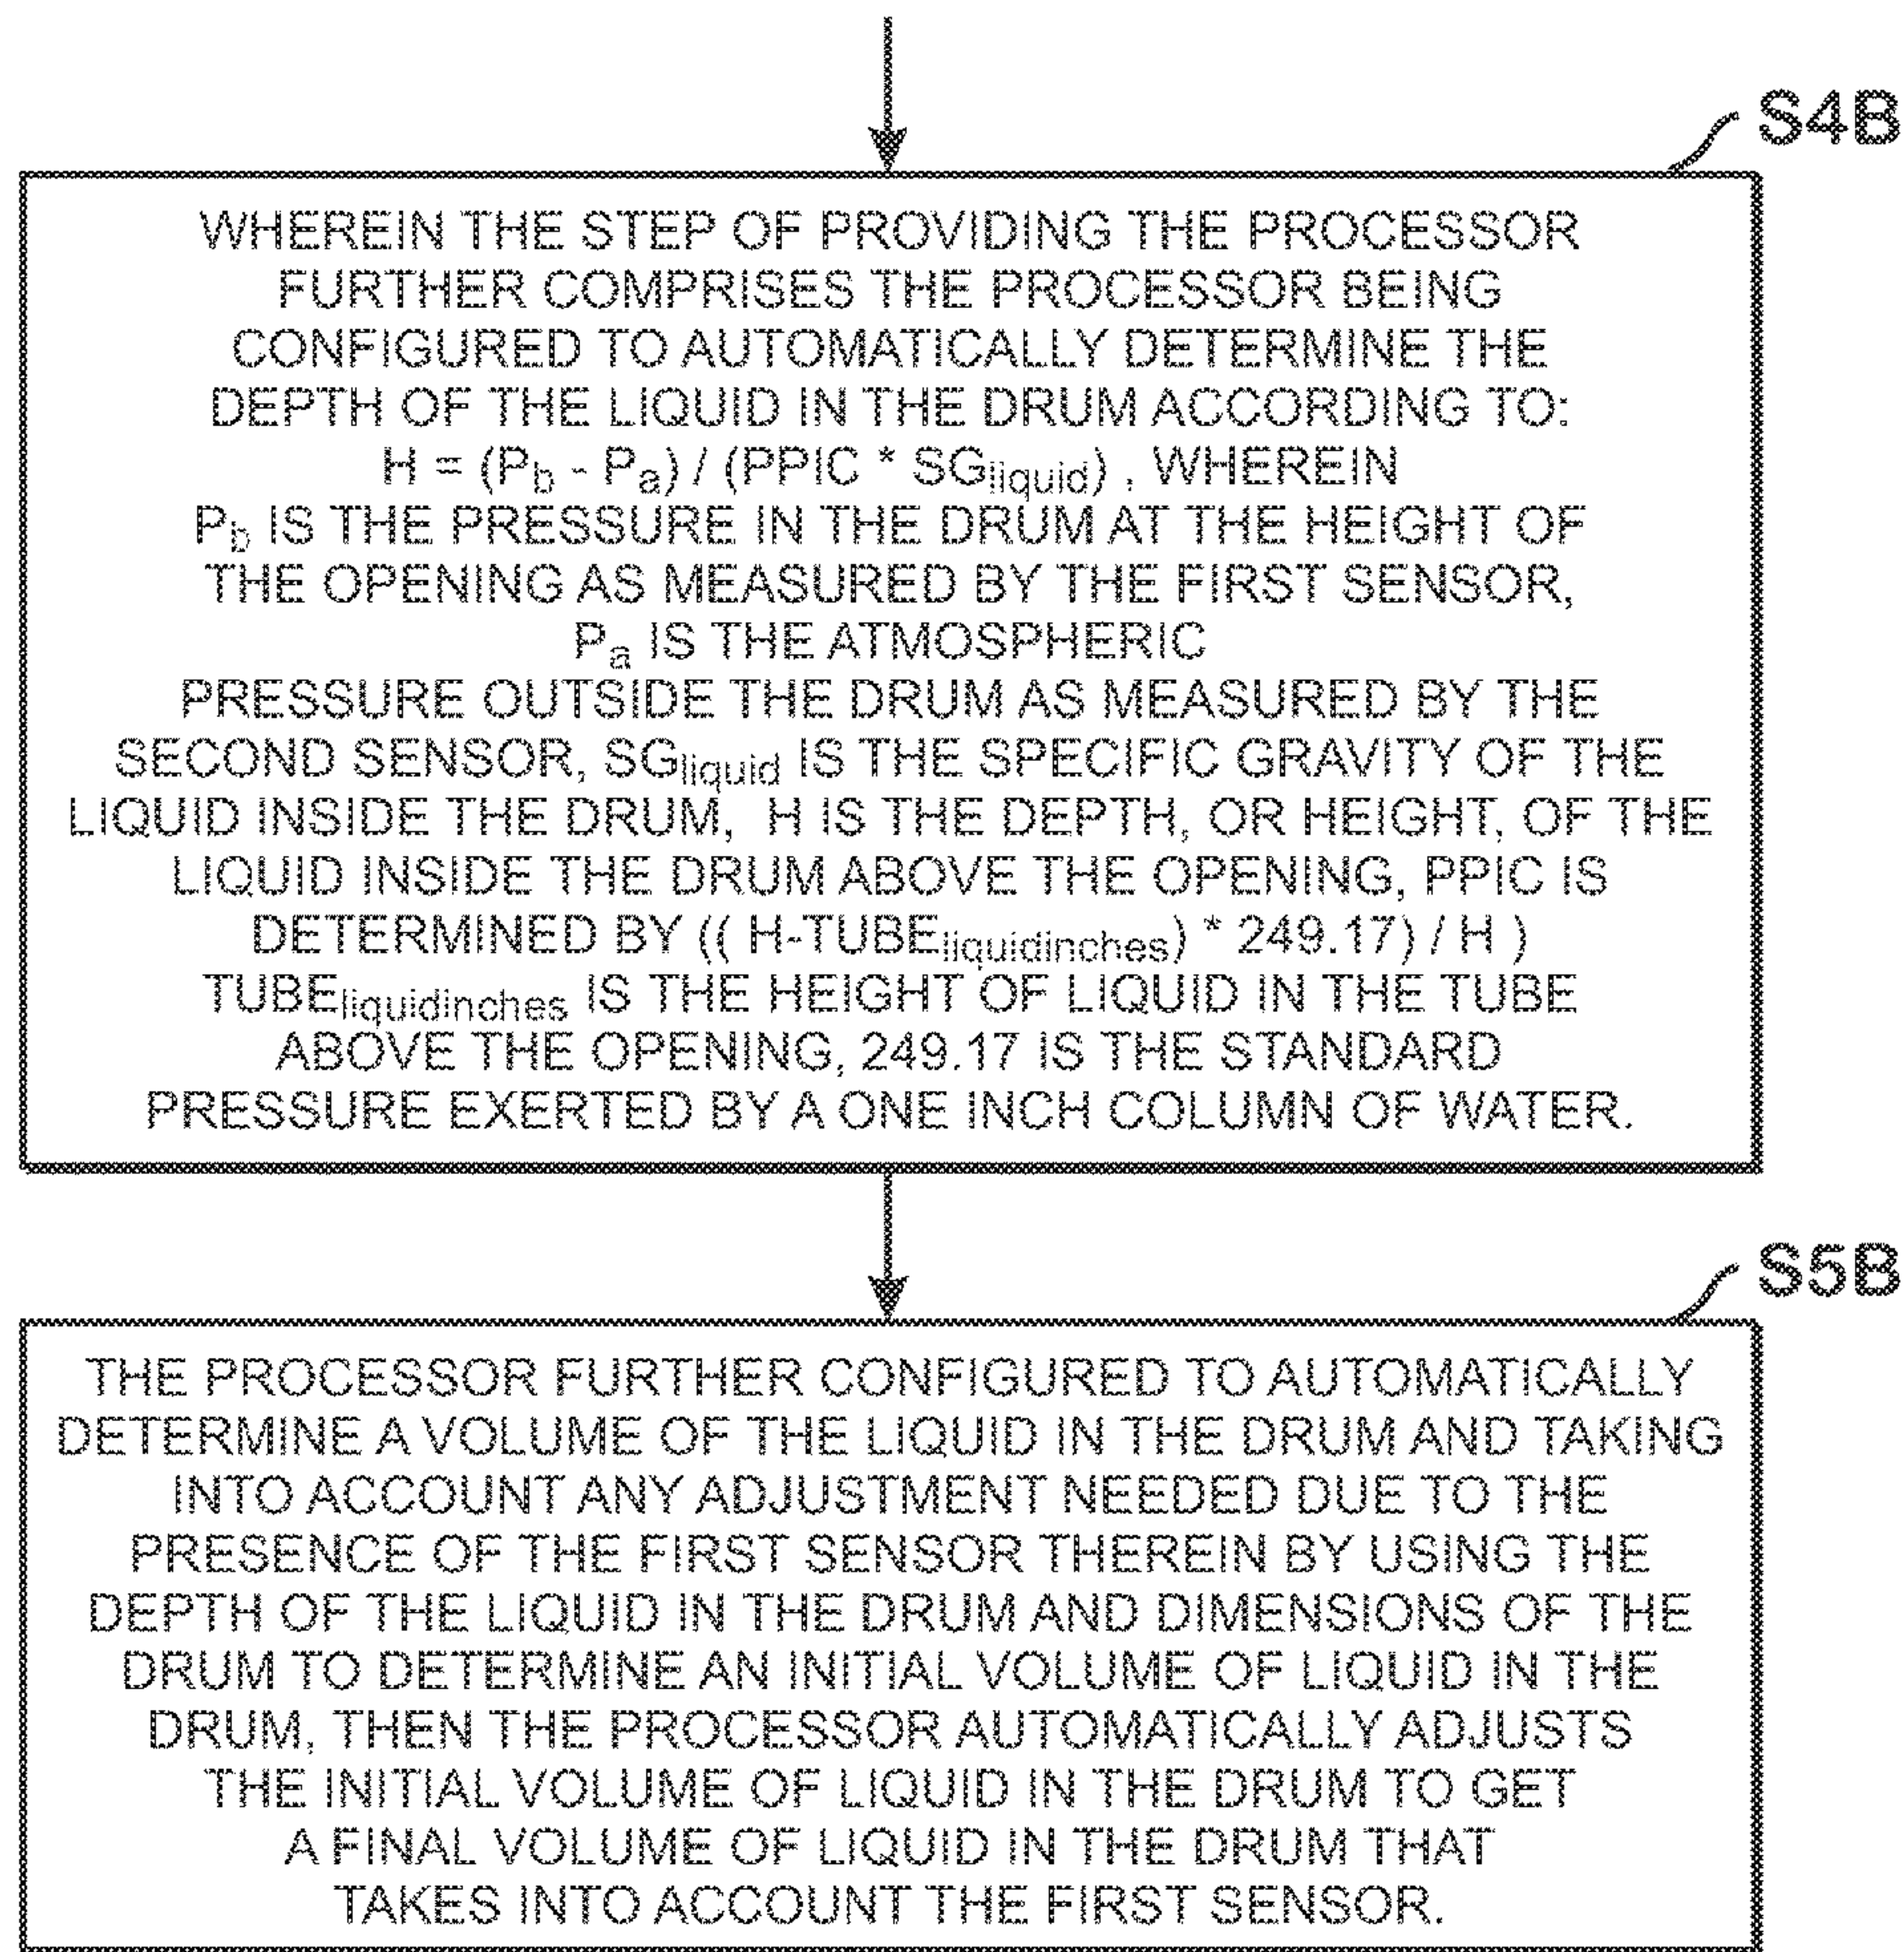 S4B
WHEREIN THE STEP OF PROVIDING THE PROCESSOR
FURTHER COMPRISES THE PROCESSOR BEING
CONFIGURED TO AUTOMATICALLY DETERMINE THE
DEPTH OF THE LIQUID IN THE DRUM ACCORDING TO:
H = (Pb - Pa) / (PPIC * SGliquid) , WHEREIN
Pb IS THE PRESSURE IN THE DRUM AT THE HEIGHT OF
THE OPENING AS MEASURED BY THE FIRST SENSOR,
Pa IS THE ATMOSPHERIC
PRESSURE OUTSIDE THE DRUM AS MEASURED BY THE
SECOND SENSOR, SGliquid IS THE SPECIFIC GRAVITY OF THE
LIQUID INSIDE THE DRUM, H IS THE DEPTH, OR HEIGHT, OF THE
LIQUID INSIDE THE DRUM ABOVE THE OPENING, PPIC IS
DETERMINED BY (( H-TUBEliquidinches) * 249.17) / H )
TUBEliquidinches IS THE HEIGHT OF LIQUID IN THE TUBE
ABOVE THE OPENING, 249.17 IS THE STANDARD
PRESSURE EXERTED BY A ONE INCH COLUMN OF WATER.
S5B
THE PROCESSOR FURTHER CONFIGURED TO AUTOMATICALLY
DETERMINE A VOLUME OF THE LIQUID IN THE DRUM AND TAKING
INTO ACCOUNT ANY ADJUSTMENT NEEDED DUE TO THE
PRESENCE OF THE FIRST SENSOR THEREIN BY USING THE
DEPTH OF THE LIQUID IN THE DRUM AND DIMENSIONS OF THE
DRUM TO DETERMINE AN INITIAL VOLUME OF LIQUID IN THE
DRUM, THEN THE PROCESSOR AUTOMATICALLY ADJUSTS
THE INITIAL VOLUME OF LIQUID IN THE DRUM TO GET
A FINAL VOLUME OF LIQUID IN THE DRUM THAT
TAKES INTO ACCOUNT THE FIRST SENSOR.